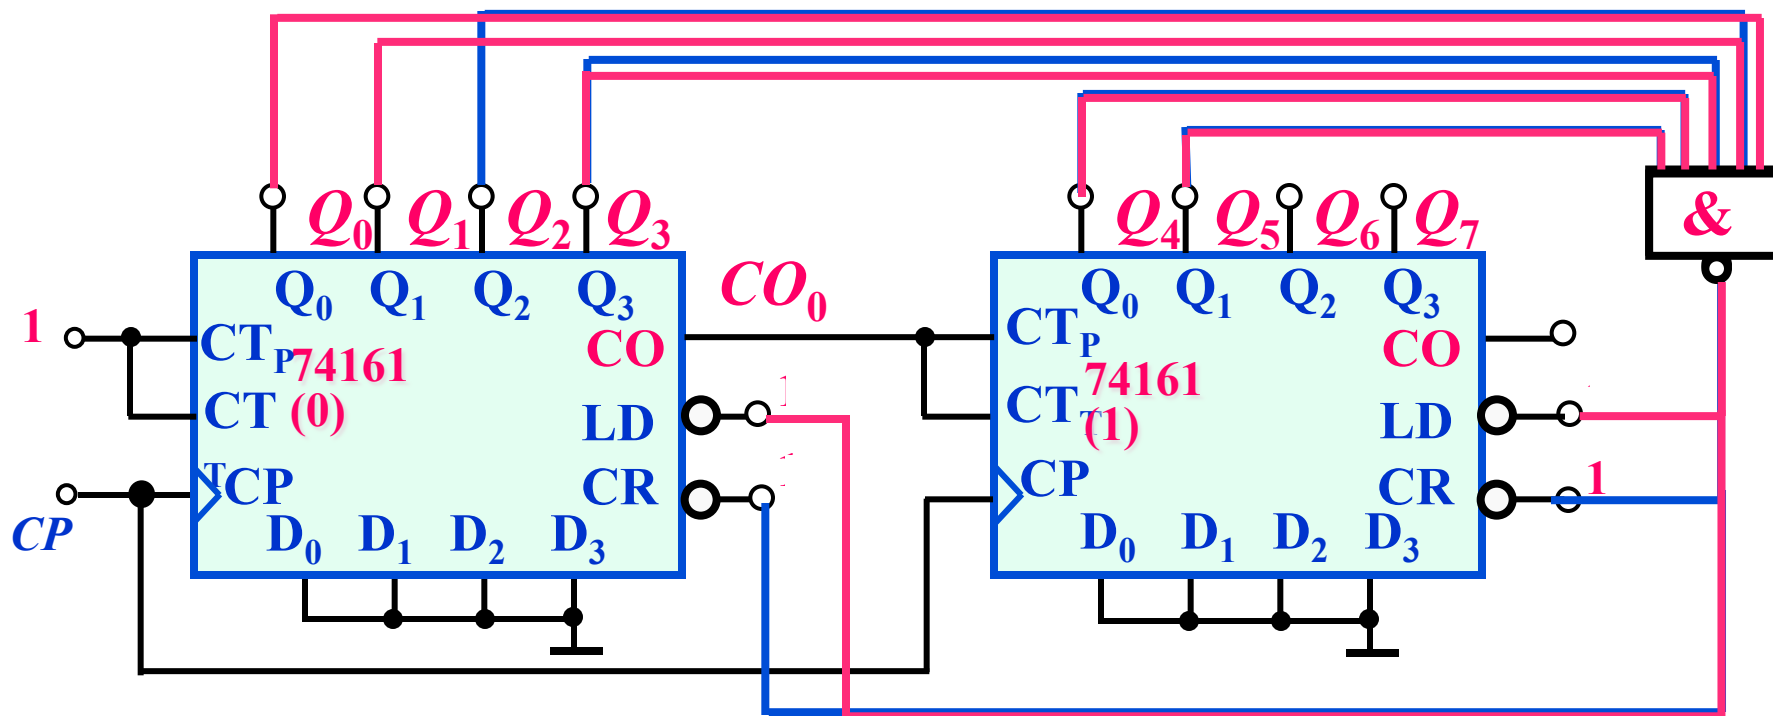 Q0 Q1 Q2 Q3 Q4 Q5 Q6 Q7
&
Q0 Q1 Q2 Q3
CO0
Q0 Q1 Q2 Q3
1
CTP
CO
CTP
CO
74161
(0)
74161
(1)
CT
T
LD
CTT
LD
1
CP
CR
CP
CR
1
CP
D0 D1 D2 D3
D0 D1 D2 D3